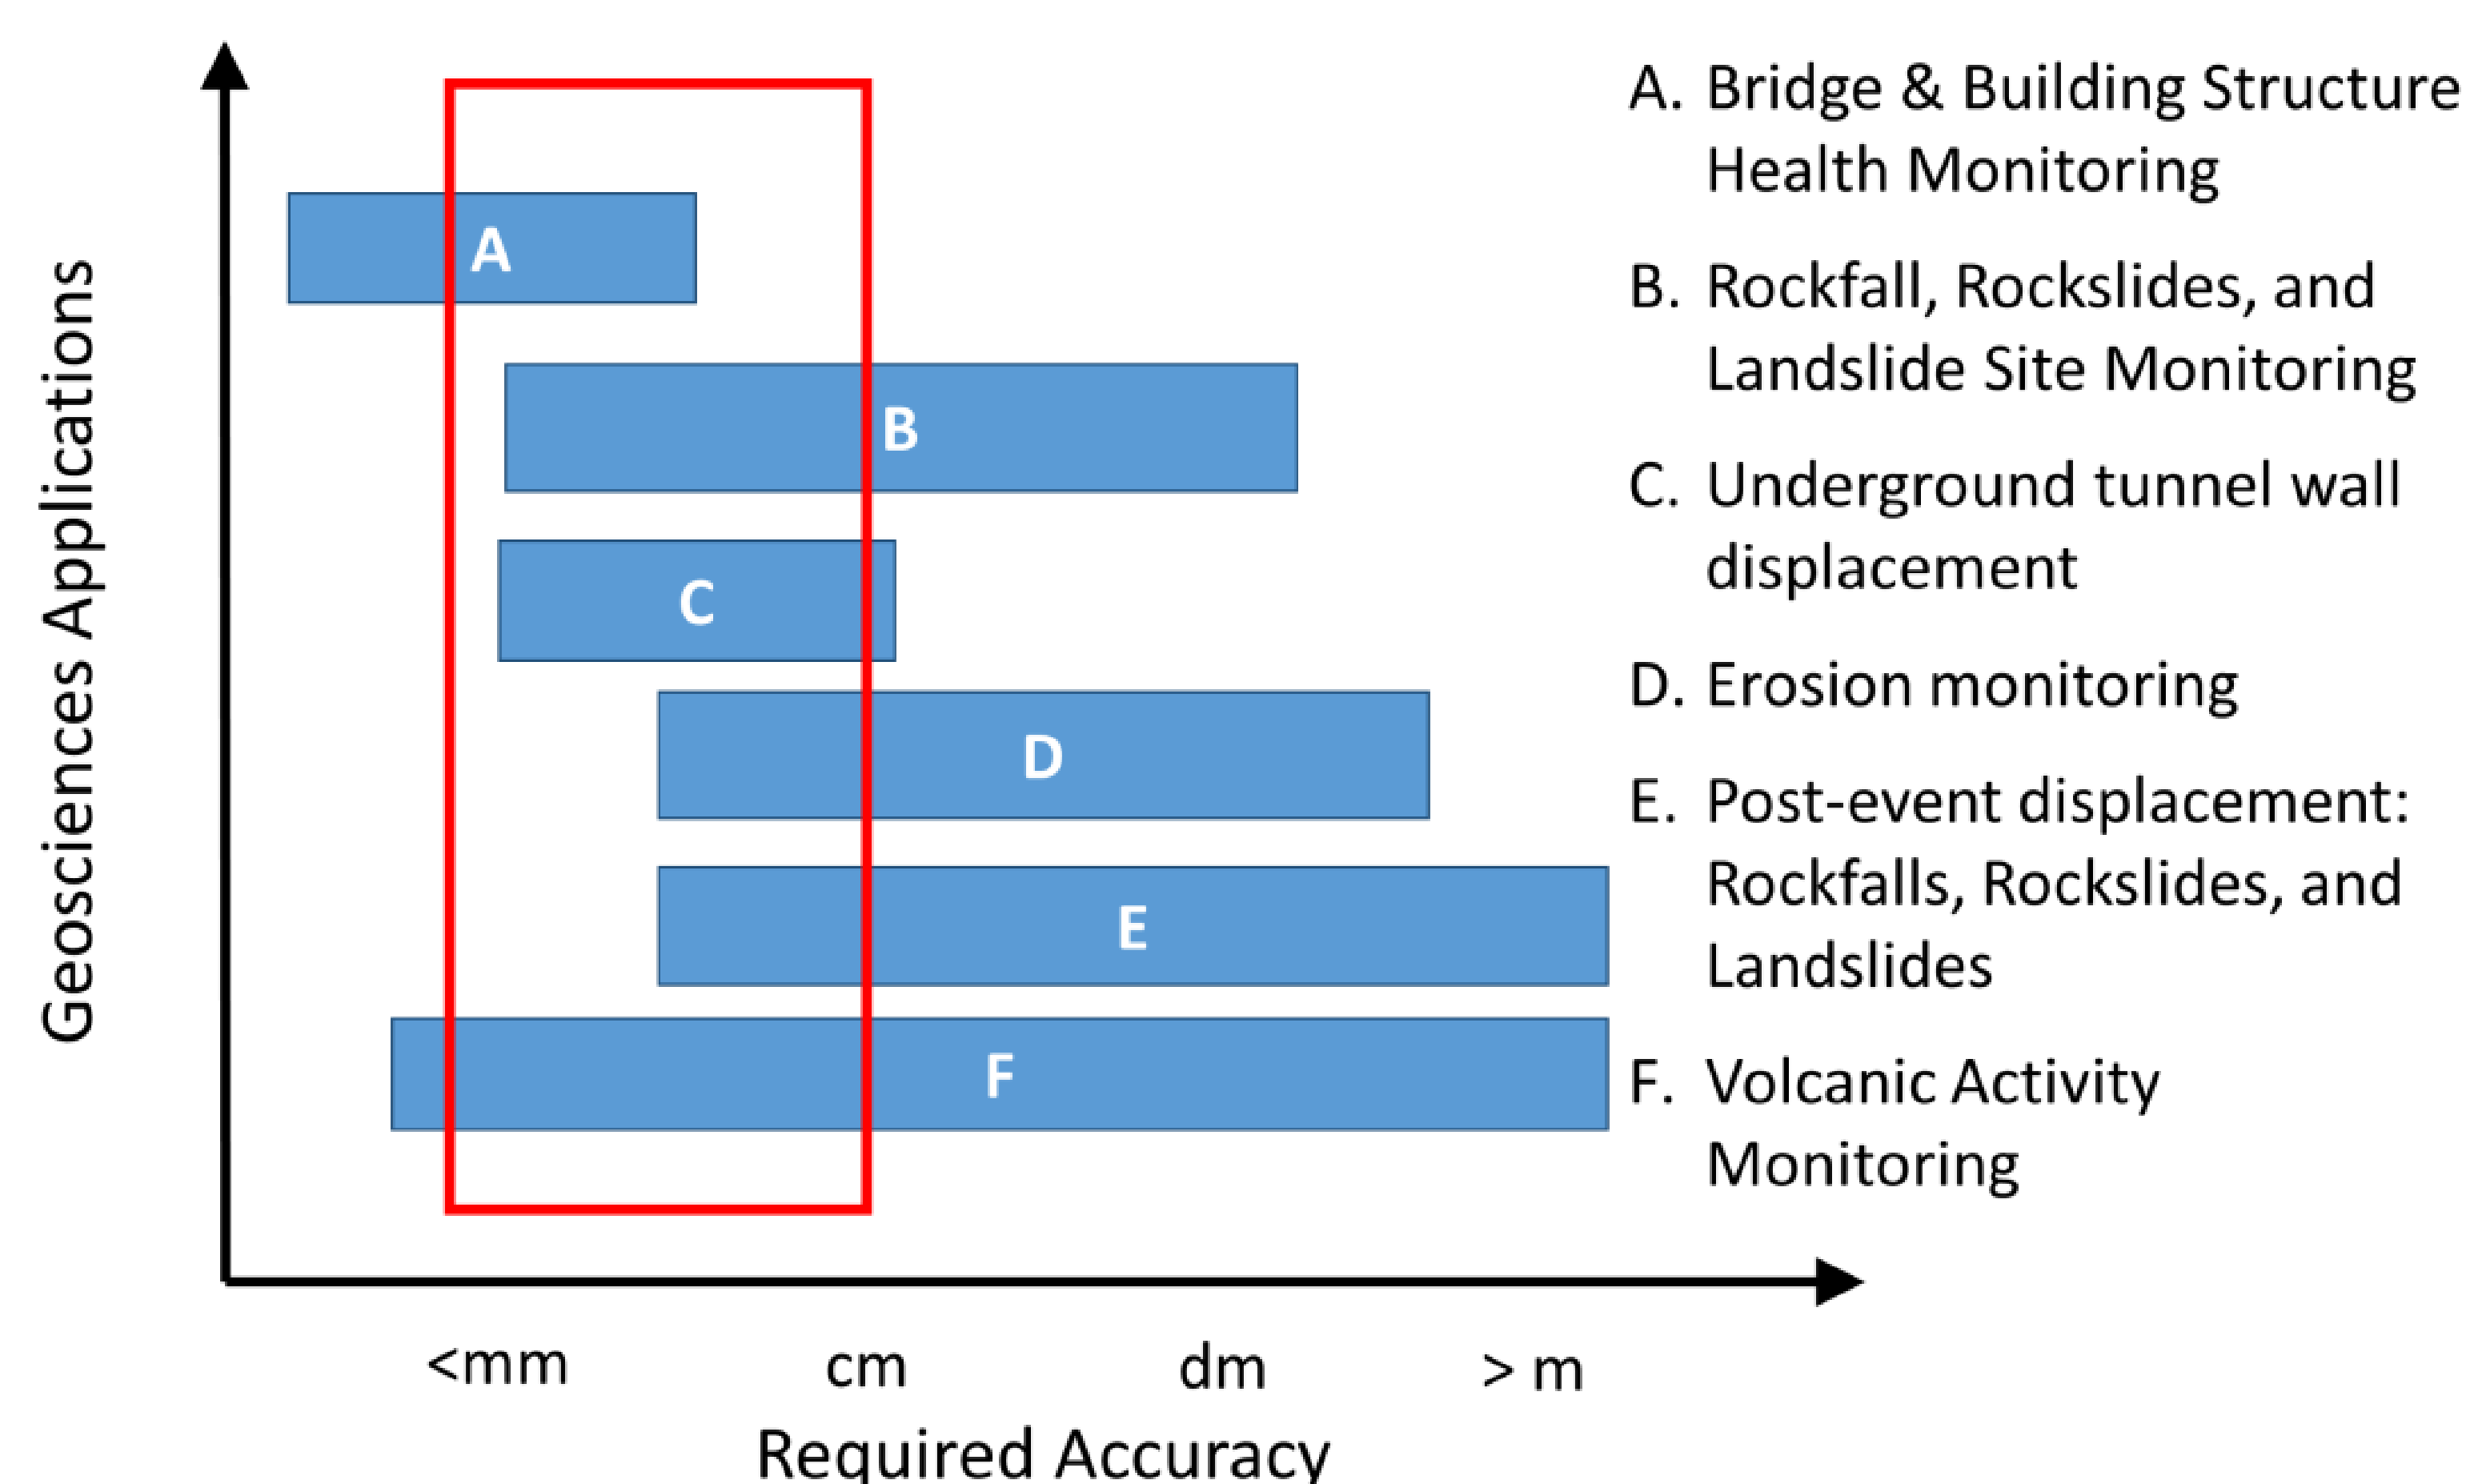 Geosciences Applications
A
B
C
D
E
F
<mm
cm
dm
> m
Required Accuracy
A. Bridge & Building Structure
Health Monitoring
B. Rockfall, Rockslides, and
Landslide Site Monitoring
C. Underground tunnel wall
displacement
D. Erosion monitoring
E. Post-event displacement:
Rockfalls, Rockslides, and
Landslides
F. Volcanic Activity
Monitoring